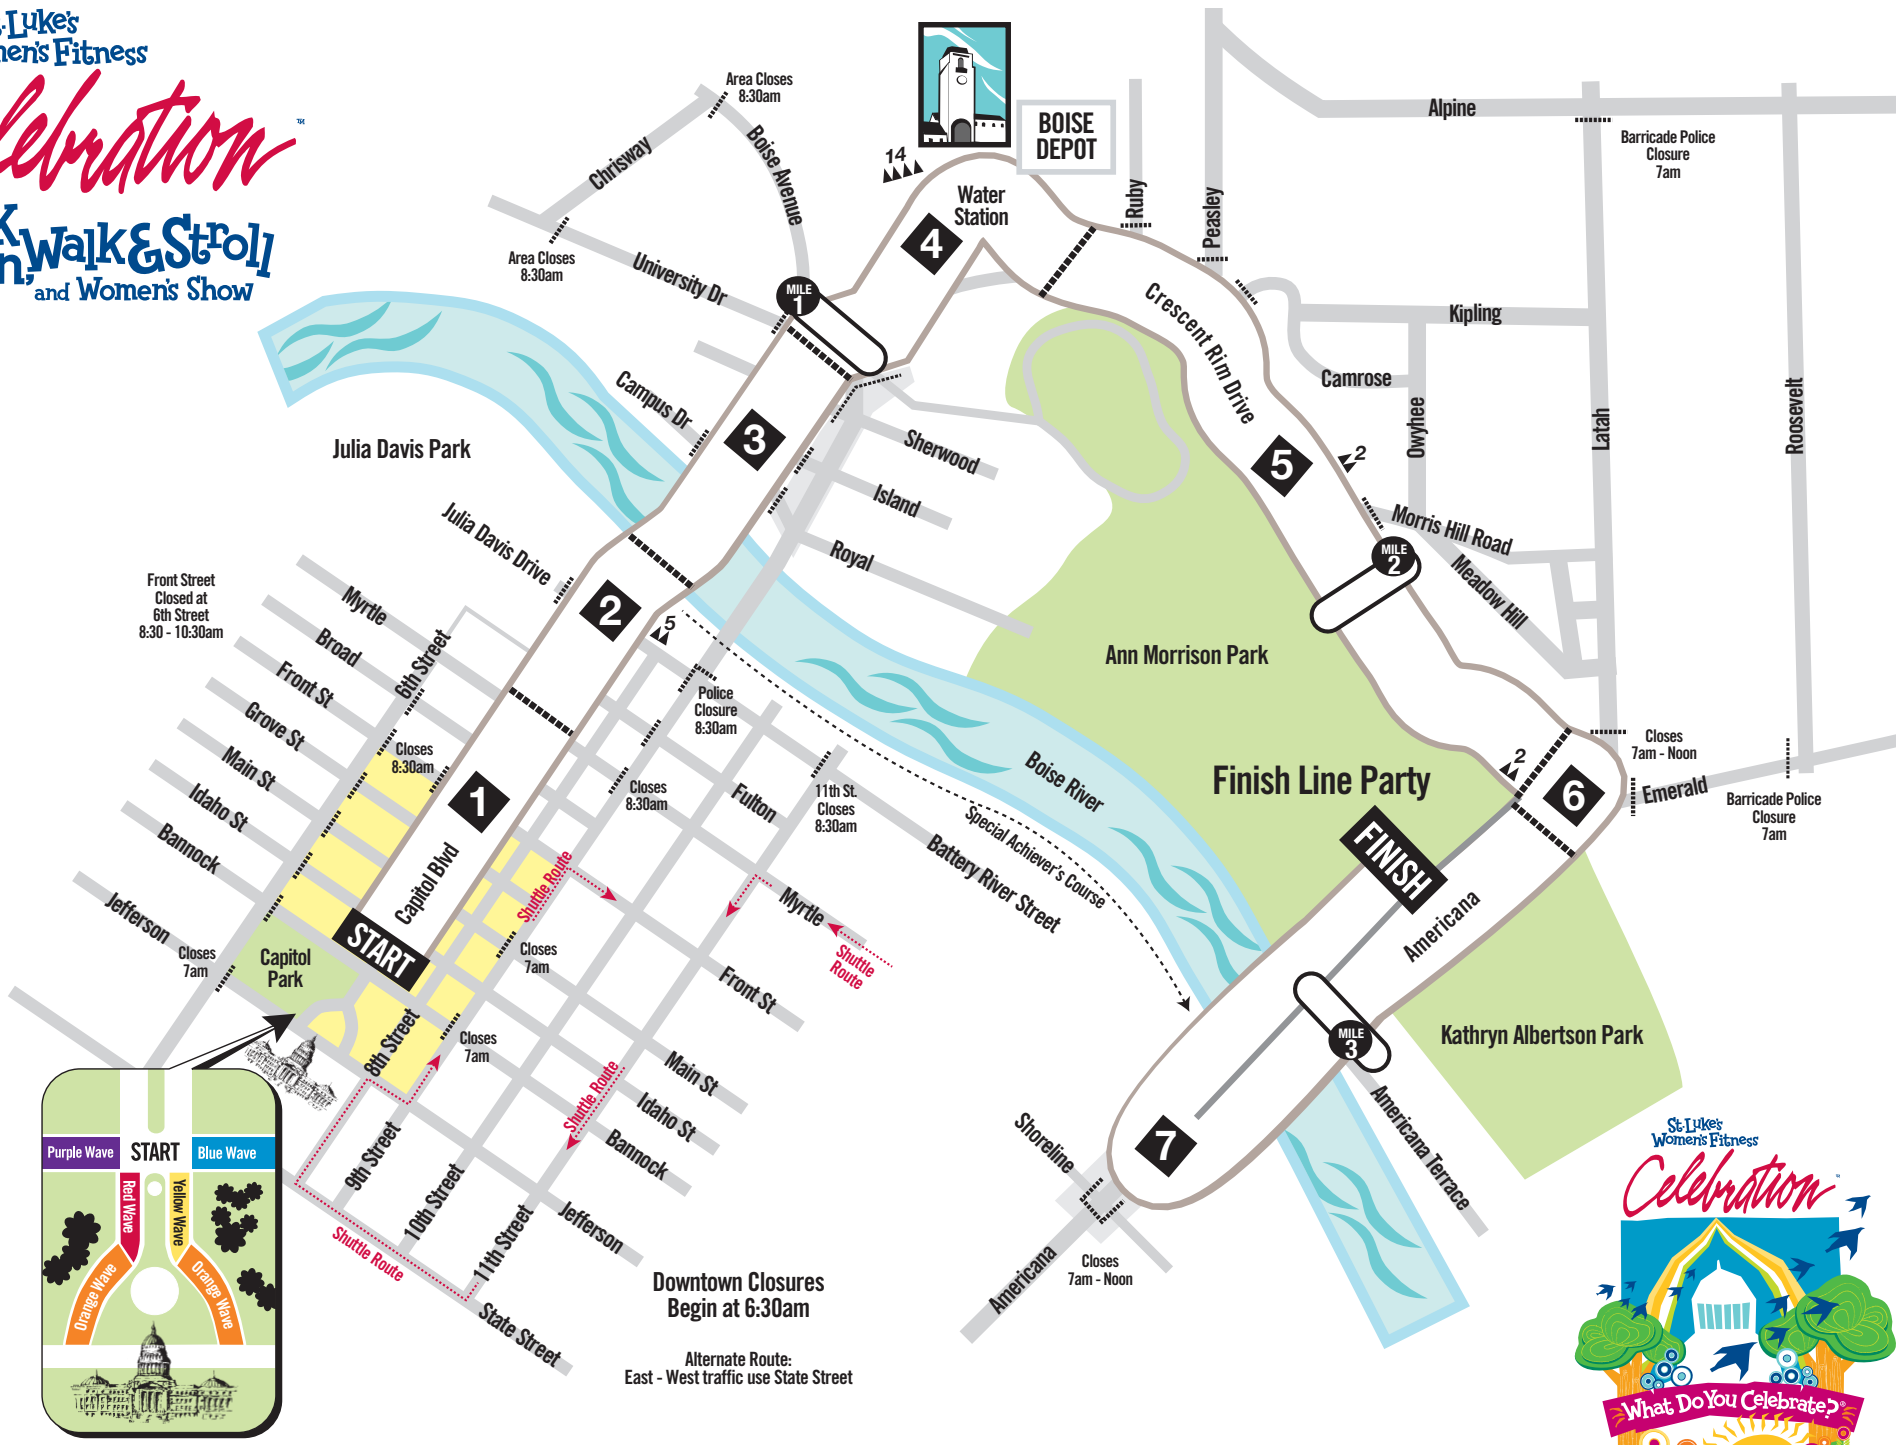 St. Luke's
Women's Fitness
Celebration
™
Walk & Stroll
and Women's Show
Area Closes
8:30am
Chrisway
Boise Avenue
Area Closes
8:30am
University Dr
14
BOISE
DEPOT
Water
Station
4
Ruby
Peasley
Alpine
Barricade Police
Closure
7am
Kipling
Camrose
Owyhee
Latah
Roosevelt
MILE
1
Crescent Rim Drive
Campus Dr
3
Julia Davis Park
Sherwood
Island
Royal
5
2
Morris Hill Road
MILE
2
Meadow Hill
Julia Davis Drive
2
5
Front Street
Closed at
6th Street
8:30 - 10:30am
Myrtle
Broad
Front St
Grove St
Main St
Idaho St
Bannock
Jefferson
6th Street
Closes
8:30am
Police
Closure
8:30am
Closes
8:30am
Fulton
11th St.
Closes
8:30am
Ann Morrison Park
Boise River
Special Achiever's Course
Battery River Street
Finish Line Party
2
6
Closes
7am - Noon
Emerald
Barricade Police
Closure
7am
FINISH
Americana
1
Capitol Blvd
START
Shuttle Route
Myrtle
Shuttle
Route
Closes
7am
Capitol
Park
Closes
7am
Front St
8th Street
Closes
7am
Main St
Idaho St
Bannock
Shuttle Route
Jefferson
9th Street
10th Street
11th Street
Shuttle Route
State Street
Kathryn Albertson Park
MILE
3
Americana Terrace
7
Shoreline
Americana
Closes
7am - Noon
Downtown Closures
Begin at 6:30am
Alternate Route:
East - West traffic use State Street
Purple Wave
START
Blue Wave
Red Wave
Yellow Wave
Orange Wave
Orange Wave
St. Luke's
Women's Fitness
Celebration
What Do You Celebrate?®